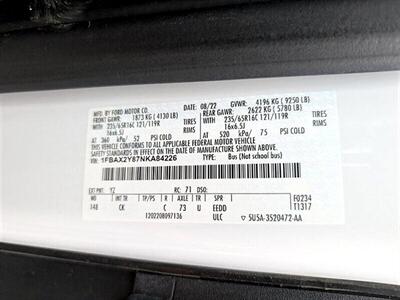 MFD. BY FORD MOTOR CO.
DATE: 08/22 GVWR: 4196 KG ( 9250 LB)
FRONT GAWR: 1873 KG ( 4130 LB) REAR GAWR: 2622 KG ( 5780 LB)
235/65R16C 121/119R TIRES 235/65R16C 121/119R TIRES
16x6.5J RIMS 16x6.5J RIMS
AT 360 kPa/ 52 PSI COLD AT 520 kPa/ 75 PSI COLD
THIS VEHICLE CONFORMS TO ALL APPLICABLE FEDERAL MOTOR VEHICLE
SAFETY STANDARDS IN EFFECT ON THE DATE OF MANUFACTURE SHOWN ABOVE.
VIN: 1FBAX2Y87NKA84226 TYPE: Bus (Not school bus)
EXT PNT: YZ RC: 71 DSO:
WB INT TR TP/PS R AXLE TR SPR F0234
148 CK C 73 U EEDD T1317
1202208097136 ULC 5U5A-3520472-AA